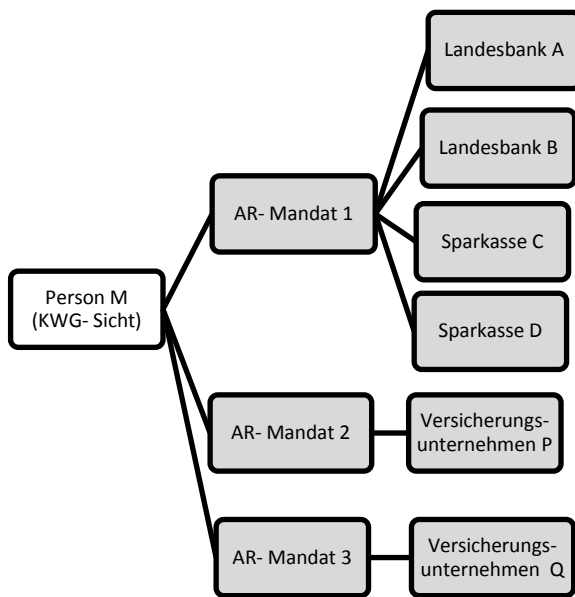 Landesbank A
Landesbank B
AR- Mandat 1
Sparkasse C
Person M
(KWG- Sicht)
Sparkasse D
AR- Mandat 2
Versicherungs-
unternehmen P
AR- Mandat 3
Versicherungs-
unternehmen Q